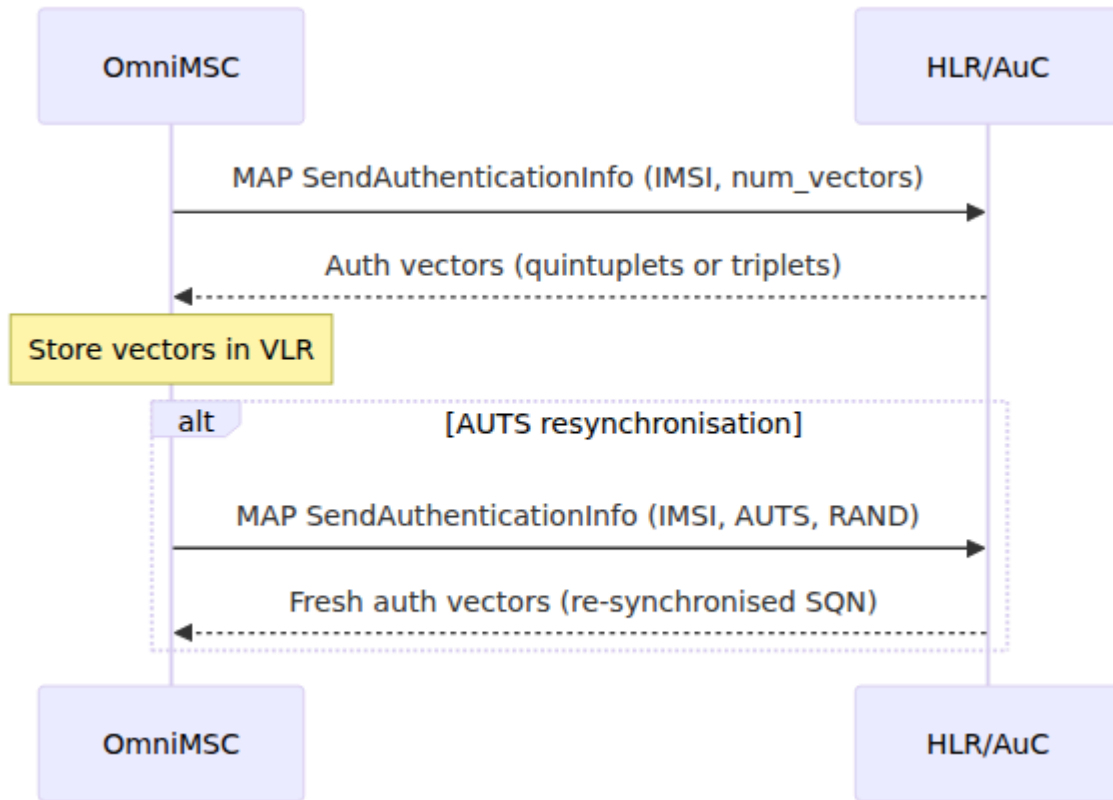 OmniMSC
HLR/AuC
MAP SendAuthenticationInfo (IMSI, num_vectors)
Auth vectors (quintuplets or triplets)
Store vectors in VLR
alt
[AUTS resynchronisation]
MAP SendAuthenticationInfo (IMSI, AUTS, RAND)
Fresh auth vectors (re-synchronised SQN)
OmniMSC
HLR/AuC